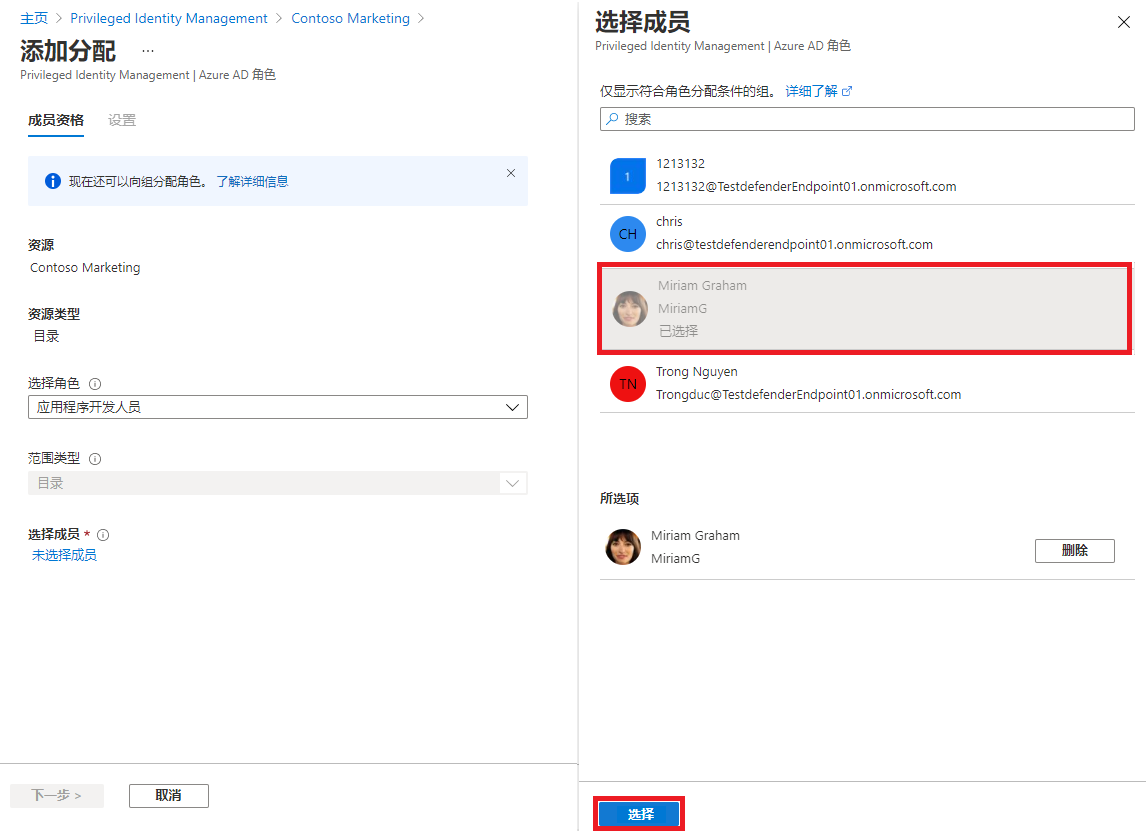 主页 > Privileged Identity Management > Contoso Marketing >
添加分配 ...
Privileged Identity Management | Azure AD 角色
成员资格 设置
现在还可以向组分配角色。 了解详细信息
资源
Contoso Marketing
资源类型
目录
选择角色
应用程序开发人员
范围类型
目录
选择成员 *
未选择成员
下一步 >
取消
选择成员
Privileged Identity Management | Azure AD 角色
仅显示符合角色分配条件的组。 详细了解
搜索
1
1213132
1213132@TestdefenderEndpoint01.onmicrosoft.com
CH
chris
chris@testdefenderendpoint01.onmicrosoft.com
Miriam Graham
MiriamG
已选择
TN
Trong Nguyen
Trongduc@TestdefenderEndpoint01.onmicrosoft.com
所选项
Miriam Graham
MiriamG
删除
选择